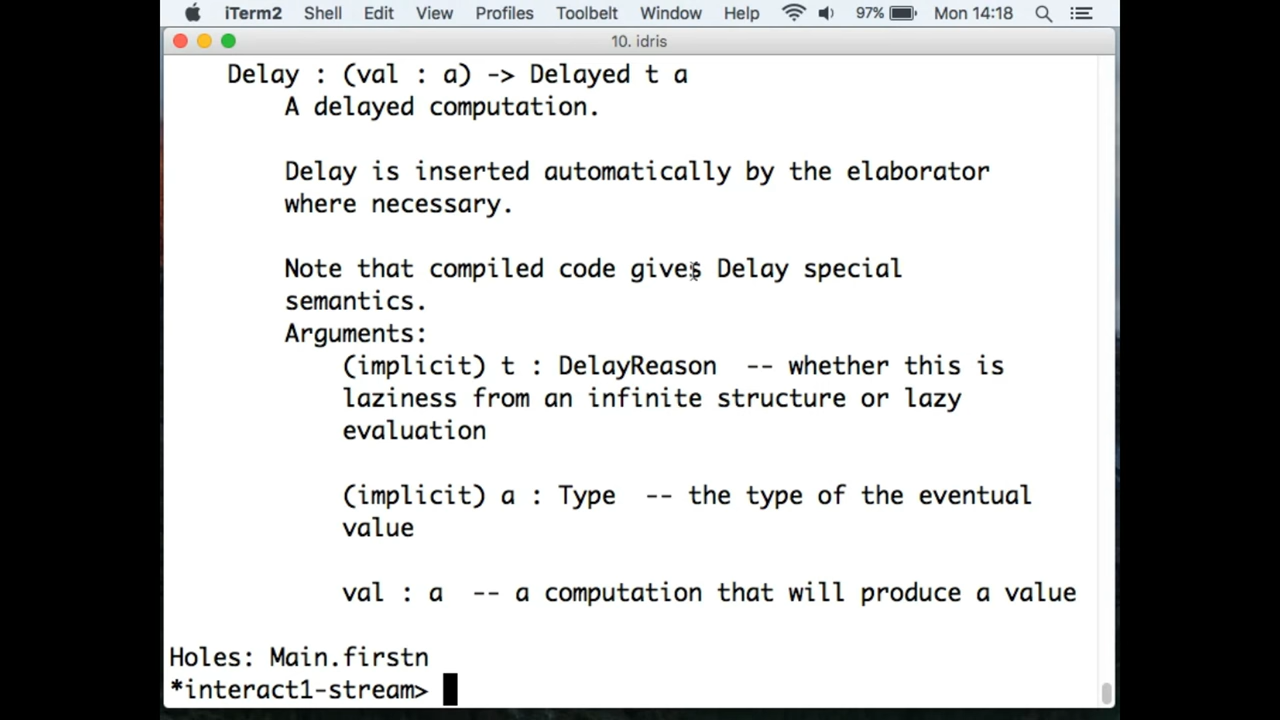 iTerm2 Shell Edit View Profiles Toolbelt Window Help 97% Mon 14:18
10. idris
Delay : (val : a) -> Delayed t a
A delayed computation.
Delay is inserted automatically by the elaborator
where necessary.
Note that compiled code gives Delay special
semantics.
Arguments:
(implicit) t : DelayReason -- whether this is
laziness from an infinite structure or lazy
evaluation
(implicit) a : Type -- the type of the eventual
value
val : a -- a computation that will produce a value
Holes: Main.firstn
*interact1-stream>